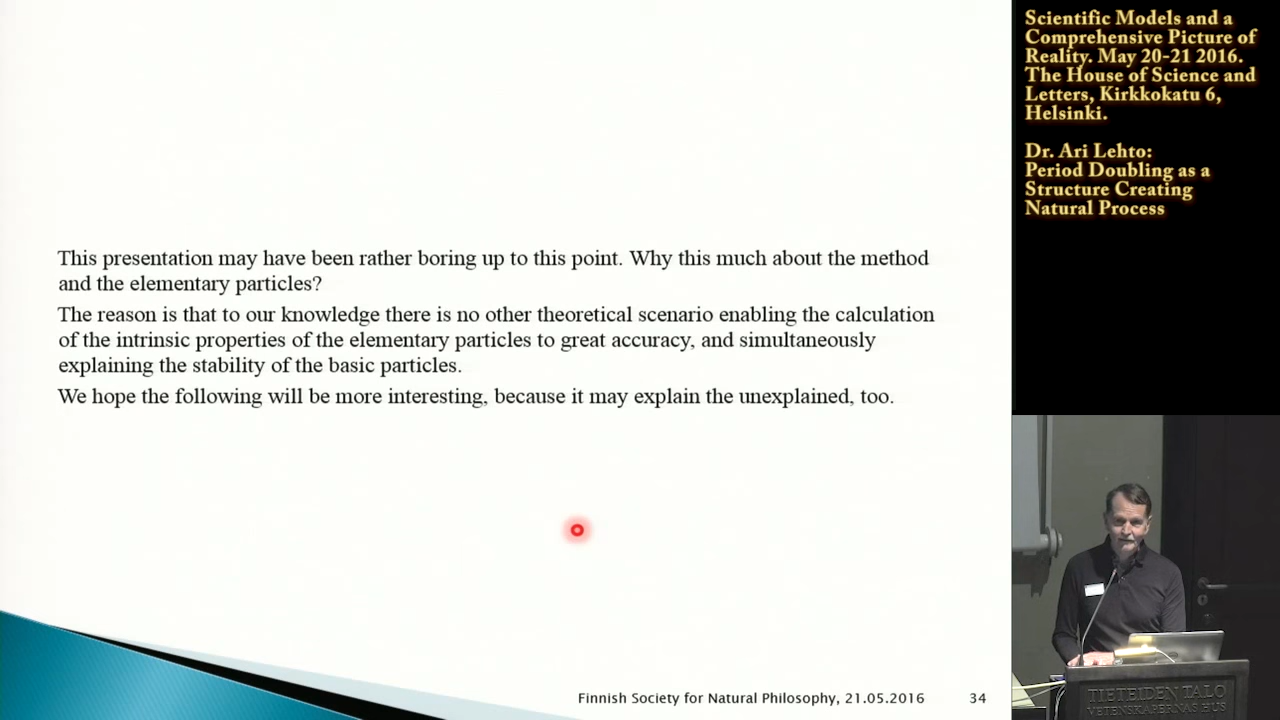 This presentation may have been rather boring up to this point. Why this much about the method
and the elementary particles?
The reason is that to our knowledge there is no other theoretical scenario enabling the calculation
of the intrinsic properties of the elementary particles to great accuracy, and simultaneously
explaining the stability of the basic particles.
We hope the following will be more interesting, because it may explain the unexplained, too.
Finnish Society for Natural Philosophy, 21.05.2016 34
Scientific Models and a
Comprehensive Picture of
Reality. May 20-21 2016.
The House of Science and
Letters, Kirkkokatu 6,
Helsinki.
Dr. Ari Lehto:
Period Doubling as a
Structure Creating
Natural Process
TIETEIDEN TALO
VETENSKAPERNAS HUS